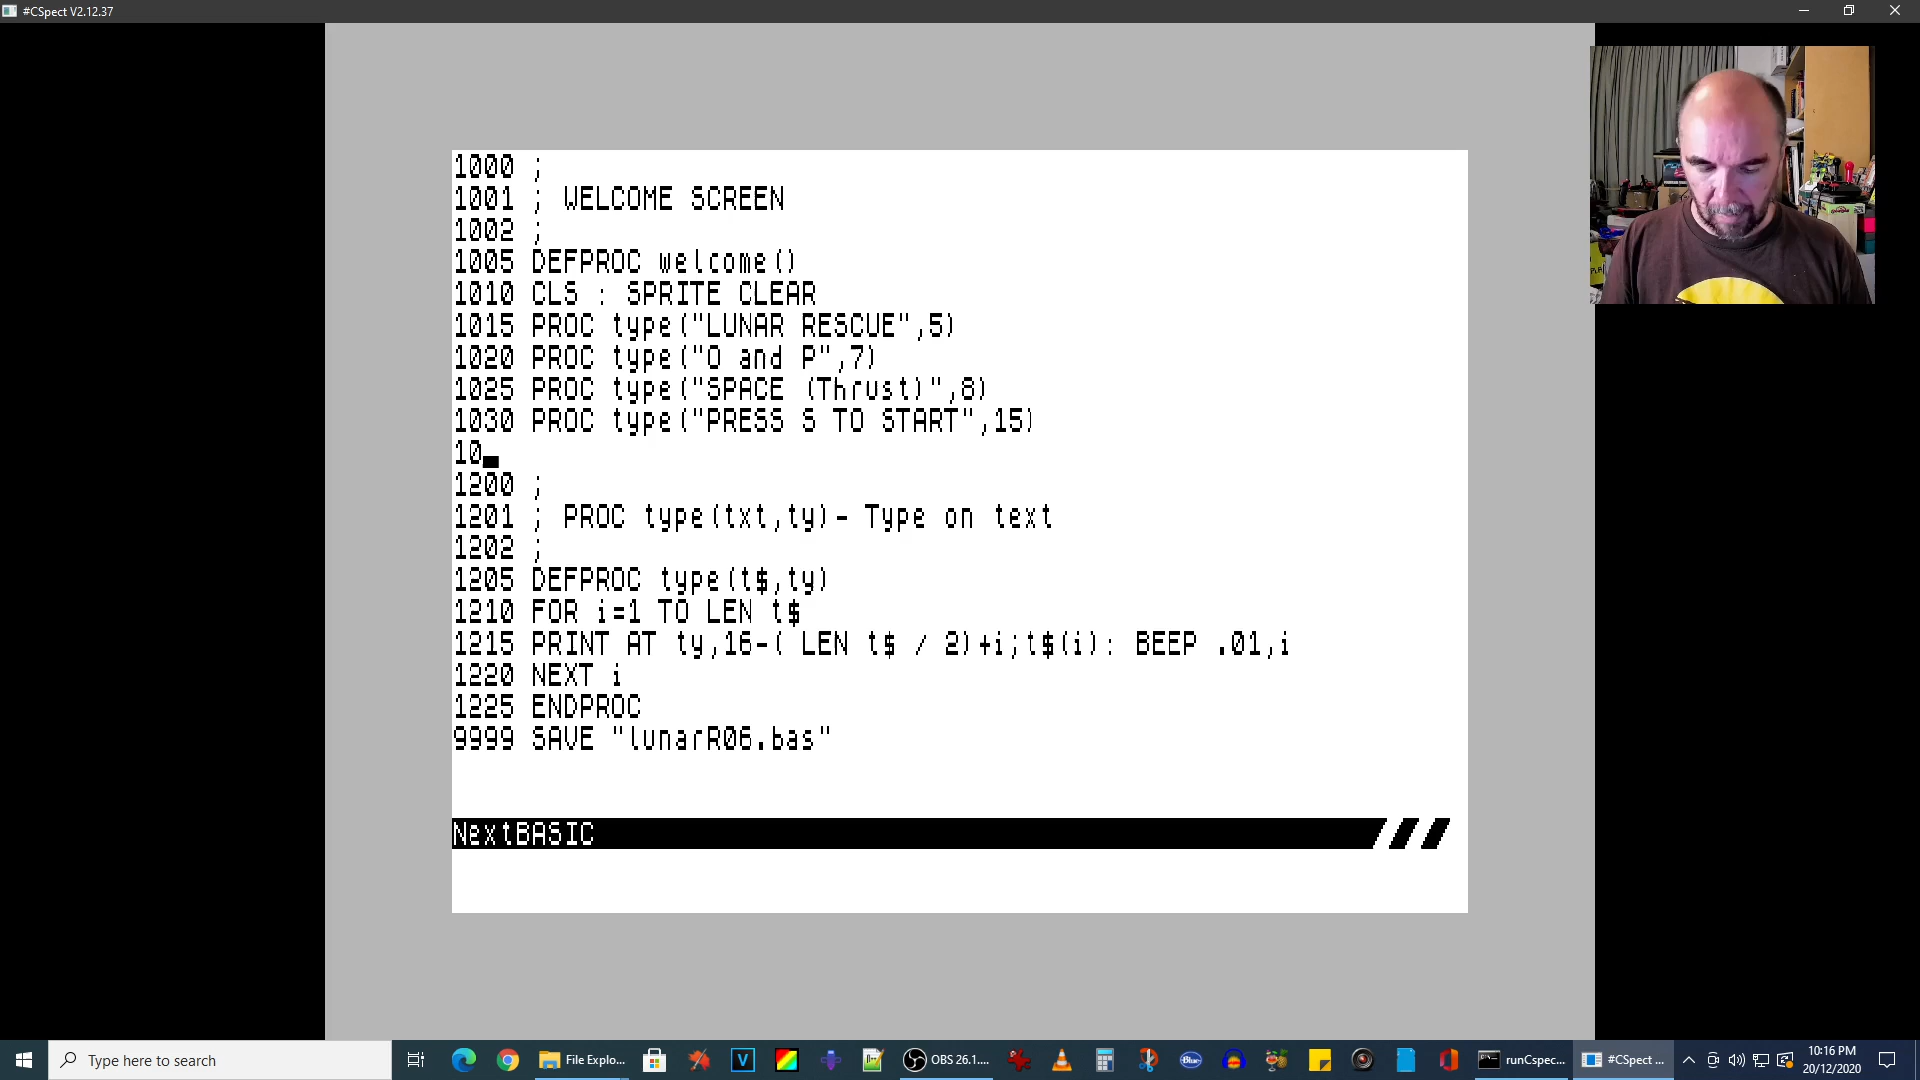 #CSpect V2.12.37
1000 ;
1001 ; WELCOME SCREEN
1002 ;
1005 DEFPROC welcome()
1010 CLS : SPRITE CLEAR
1015 PROC type("LUNAR RESCUE",5)
1020 PROC type("O and P",7)
1025 PROC type("SPACE (Thrust)",8)
1030 PROC type("PRESS S TO START",15)
10
1200 ;
1201 ; PROC type(txt,ty)- Type on text
1202 ;
1205 DEFPROC type(t$,ty)
1210 FOR i=1 TO LEN t$
1215 PRINT AT ty,16-( LEN t$ / 2)+i;t$(i): BEEP .01,i
1220 NEXT i
1225 ENDPROC
9999 SAVE "lunarR06.bas"
NextBASIC
Type here to search
File Explo...
OBS 26.1....
runCspec...
#CSpect ...
10:16 PM
20/12/2020